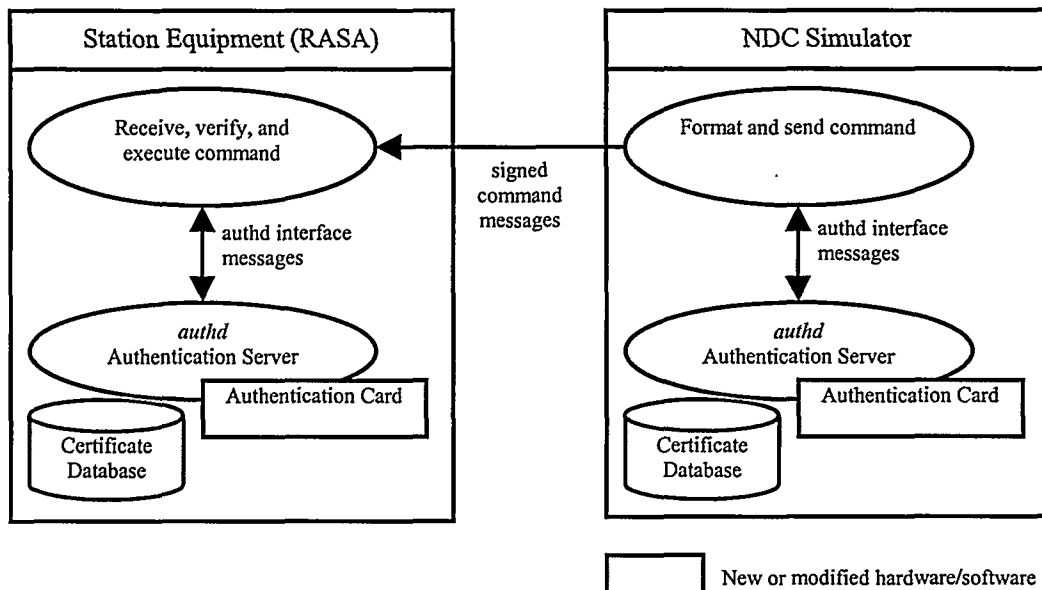 Station Equipment (RASA)
Receive, verify, and
execute command
authd interface
messages
authd
Authentication Server
Authentication Card
Certificate
Database
signed
command
messages
NDC Simulator
Format and send command
authd interface
messages
authd
Authentication Server
Authentication Card
Certificate
Database
New or modified hardware/software